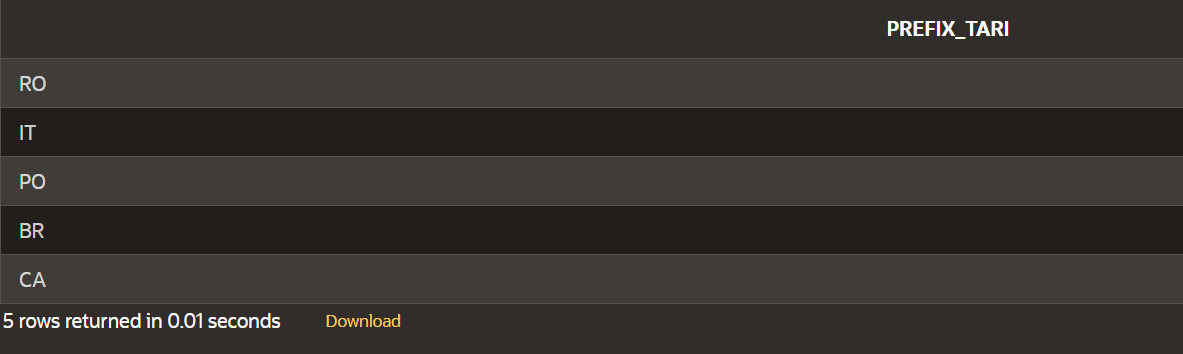 PREFIX_TARI
RO
IT
PO
BR
CA
5 rows returned in 0.01 seconds Download